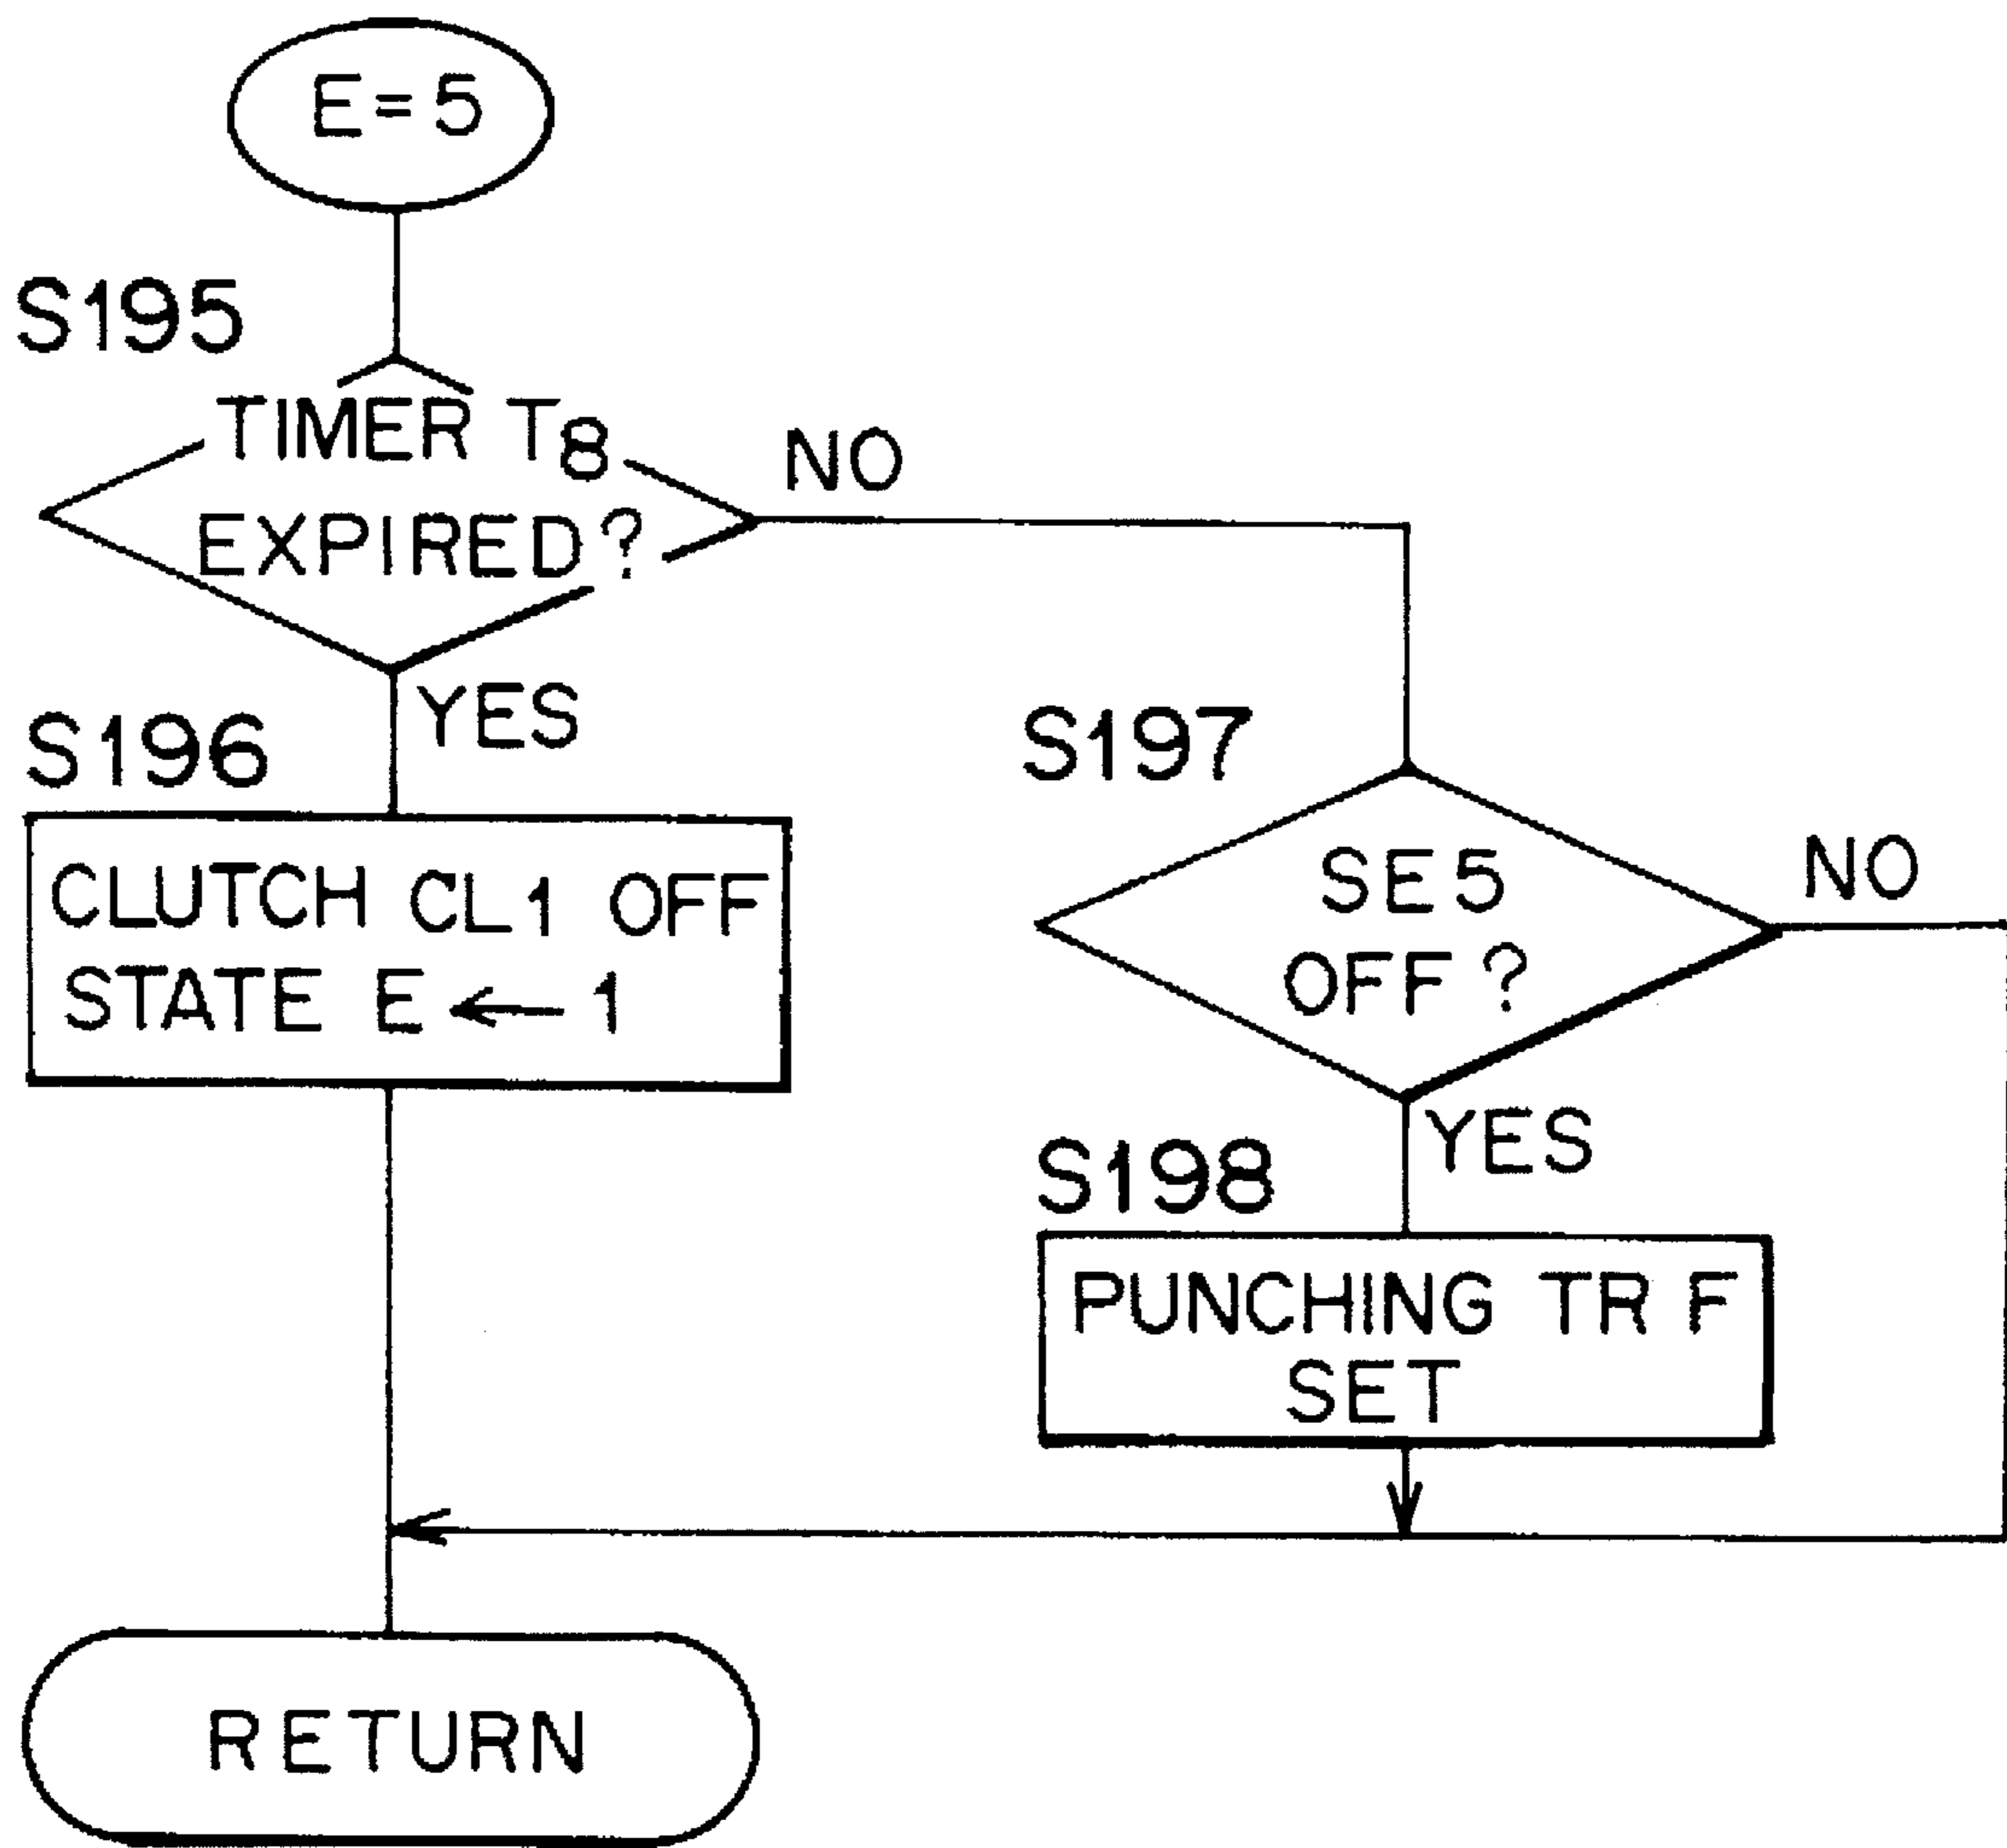 E=5
S195
TIMER T8
EXPIRED?
NO
YES
S196
CLUTCH CL1 OFF
STATE E ← 1
S197
SE5
OFF?
NO
YES
S198
PUNCHING TR F
SET
RETURN